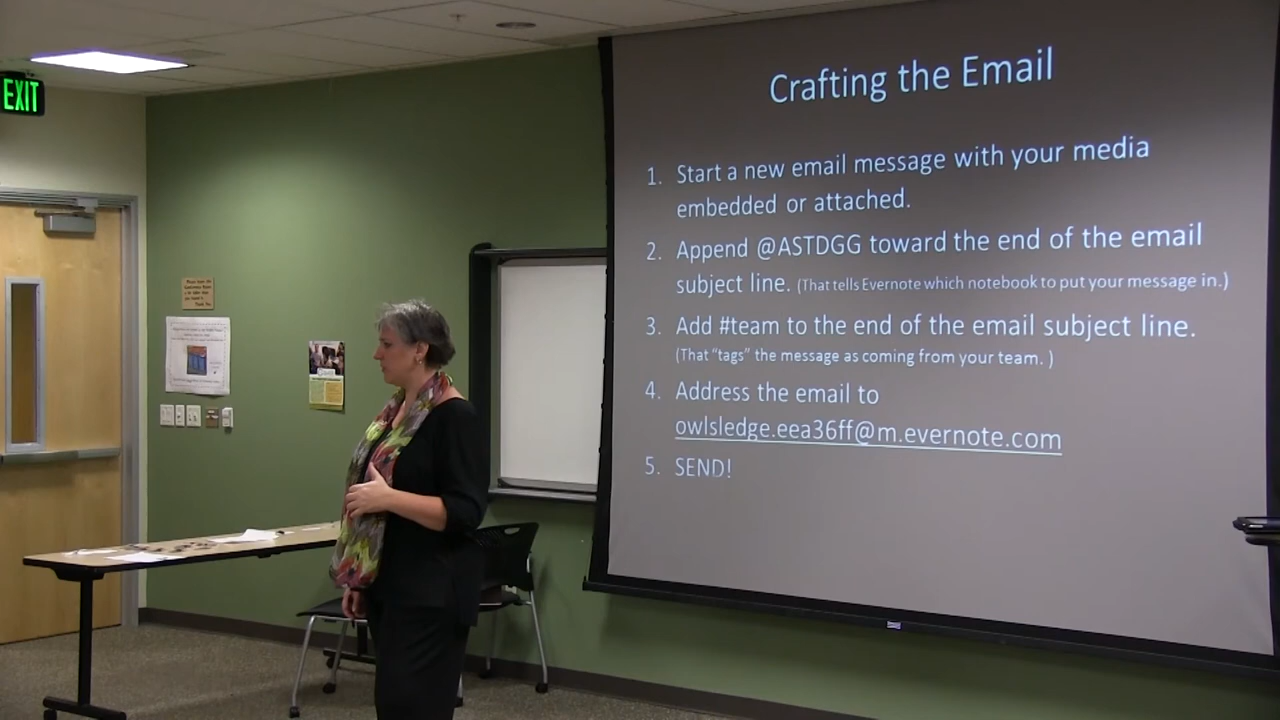 EXIT
Crafting the Email
1. Start a new email message with your media
embedded or attached.
2. Append @ASTDGG toward the end of the email
subject line. (That tells Evernote which notebook to put your message in.)
3. Add #team to the end of the email subject line.
(That "tags" the message as coming from your team. )
4. Address the email to
owlsledge.eea36ff@m.evernote.com
5. SEND!